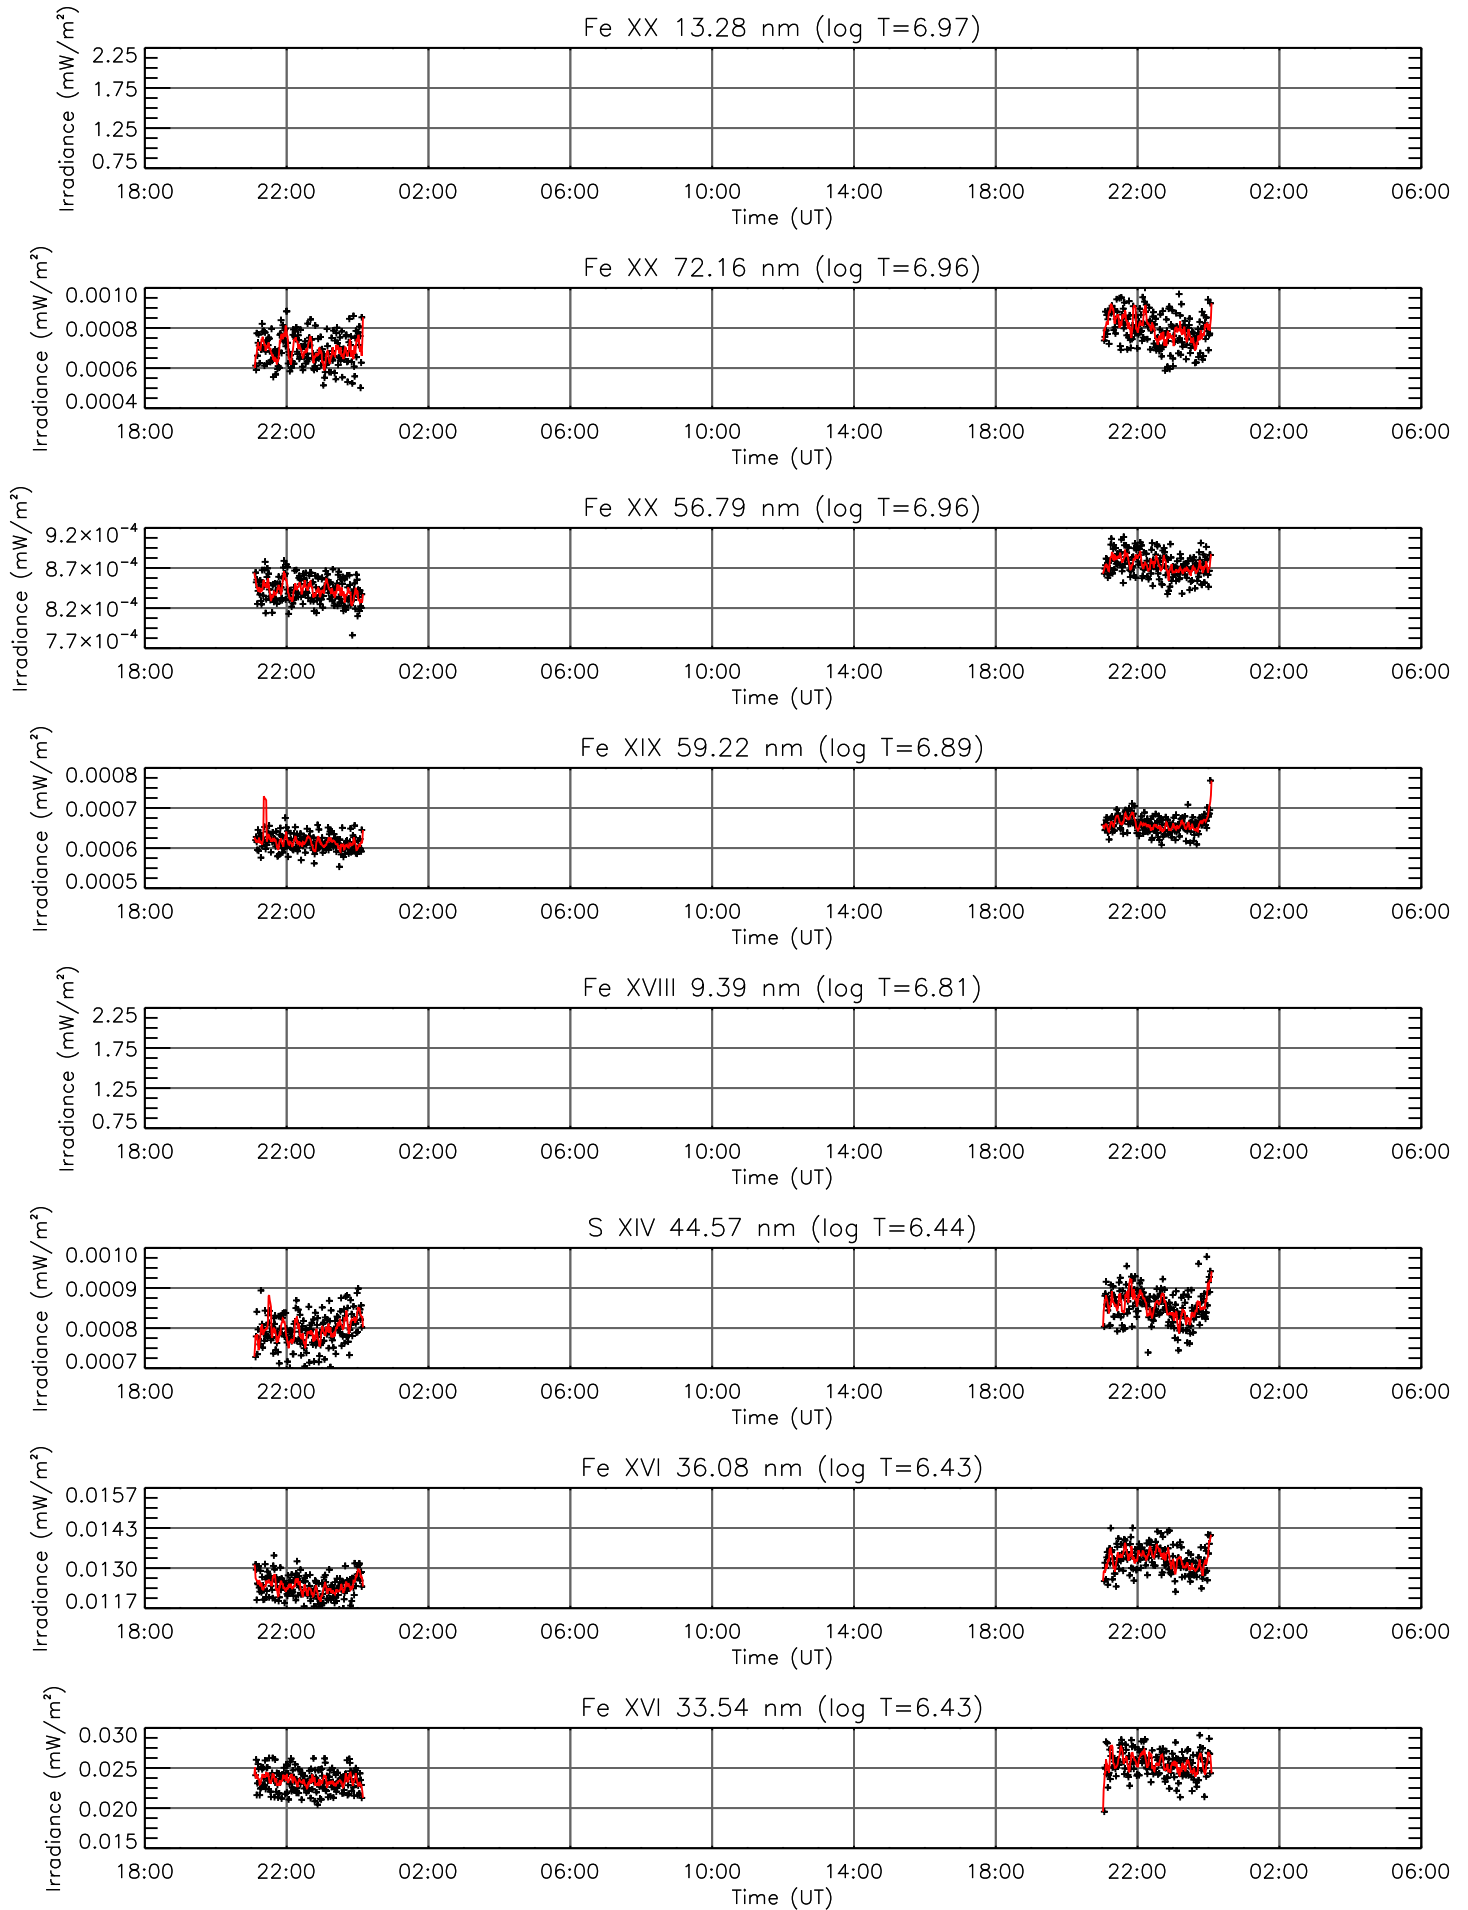 Fe XX 13.28 nm (log T=6.97)
Irradiance (mW/m²)
2.25
1.75
1.25
0.75
18:00 22:00 02:00 06:00 10:00 14:00 18:00 22:00 02:00 06:00
Time (UT)
Fe XX 72.16 nm (log T=6.96)
Irradiance (mW/m²)
0.0010
0.0008
0.0006
0.0004
18:00 22:00 02:00 06:00 10:00 14:00 18:00 22:00 02:00 06:00
Time (UT)
Fe XX 56.79 nm (log T=6.96)
Irradiance (mW/m²)
9.2×10⁻⁴
8.7×10⁻⁴
8.2×10⁻⁴
7.7×10⁻⁴
18:00 22:00 02:00 06:00 10:00 14:00 18:00 22:00 02:00 06:00
Time (UT)
Fe XIX 59.22 nm (log T=6.89)
Irradiance (mW/m²)
0.0008
0.0007
0.0006
0.0005
18:00 22:00 02:00 06:00 10:00 14:00 18:00 22:00 02:00 06:00
Time (UT)
Fe XVIII 9.39 nm (log T=6.81)
Irradiance (mW/m²)
2.25
1.75
1.25
0.75
18:00 22:00 02:00 06:00 10:00 14:00 18:00 22:00 02:00 06:00
Time (UT)
S XIV 44.57 nm (log T=6.44)
Irradiance (mW/m²)
0.0010
0.0009
0.0008
0.0007
18:00 22:00 02:00 06:00 10:00 14:00 18:00 22:00 02:00 06:00
Time (UT)
Fe XVI 36.08 nm (log T=6.43)
Irradiance (mW/m²)
0.0157
0.0143
0.0130
0.0117
18:00 22:00 02:00 06:00 10:00 14:00 18:00 22:00 02:00 06:00
Time (UT)
Fe XVI 33.54 nm (log T=6.43)
Irradiance (mW/m²)
0.030
0.025
0.020
0.015
18:00 22:00 02:00 06:00 10:00 14:00 18:00 22:00 02:00 06:00
Time (UT)